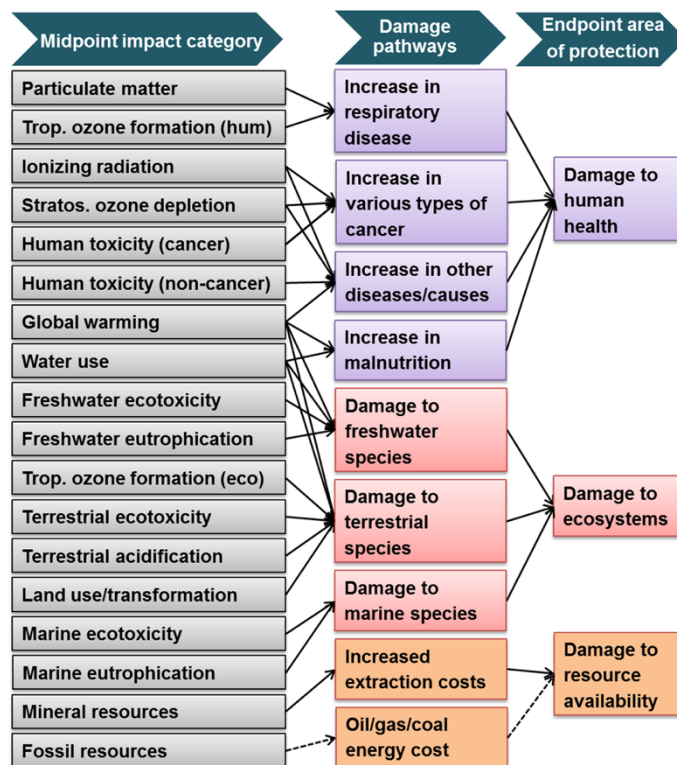 Midpoint impact category
Damage
pathways
Endpoint area
of protection
Particulate matter
Trop. ozone formation (hum)
Ionizing radiation
Stratos. ozone depletion
Human toxicity (cancer)
Human toxicity (non-cancer)
Global warming
Water use
Freshwater ecotoxicity
Freshwater eutrophication
Trop. ozone formation (eco)
Terrestrial ecotoxicity
Terrestrial acidification
Land use/transformation
Marine ecotoxicity
Marine eutrophication
Mineral resources
Fossil resources
Increase in
respiratory
disease
Increase in
various types of
cancer
Increase in other
diseases/causes
Increase in
malnutrition
Damage to
freshwater
species
Damage to
terrestrial
species
Damage to
marine species
Increased
extraction costs
Oil/gas/coal
energy cost
Damage to
human
health
Damage to
ecosystems
Damage to
resource
availability